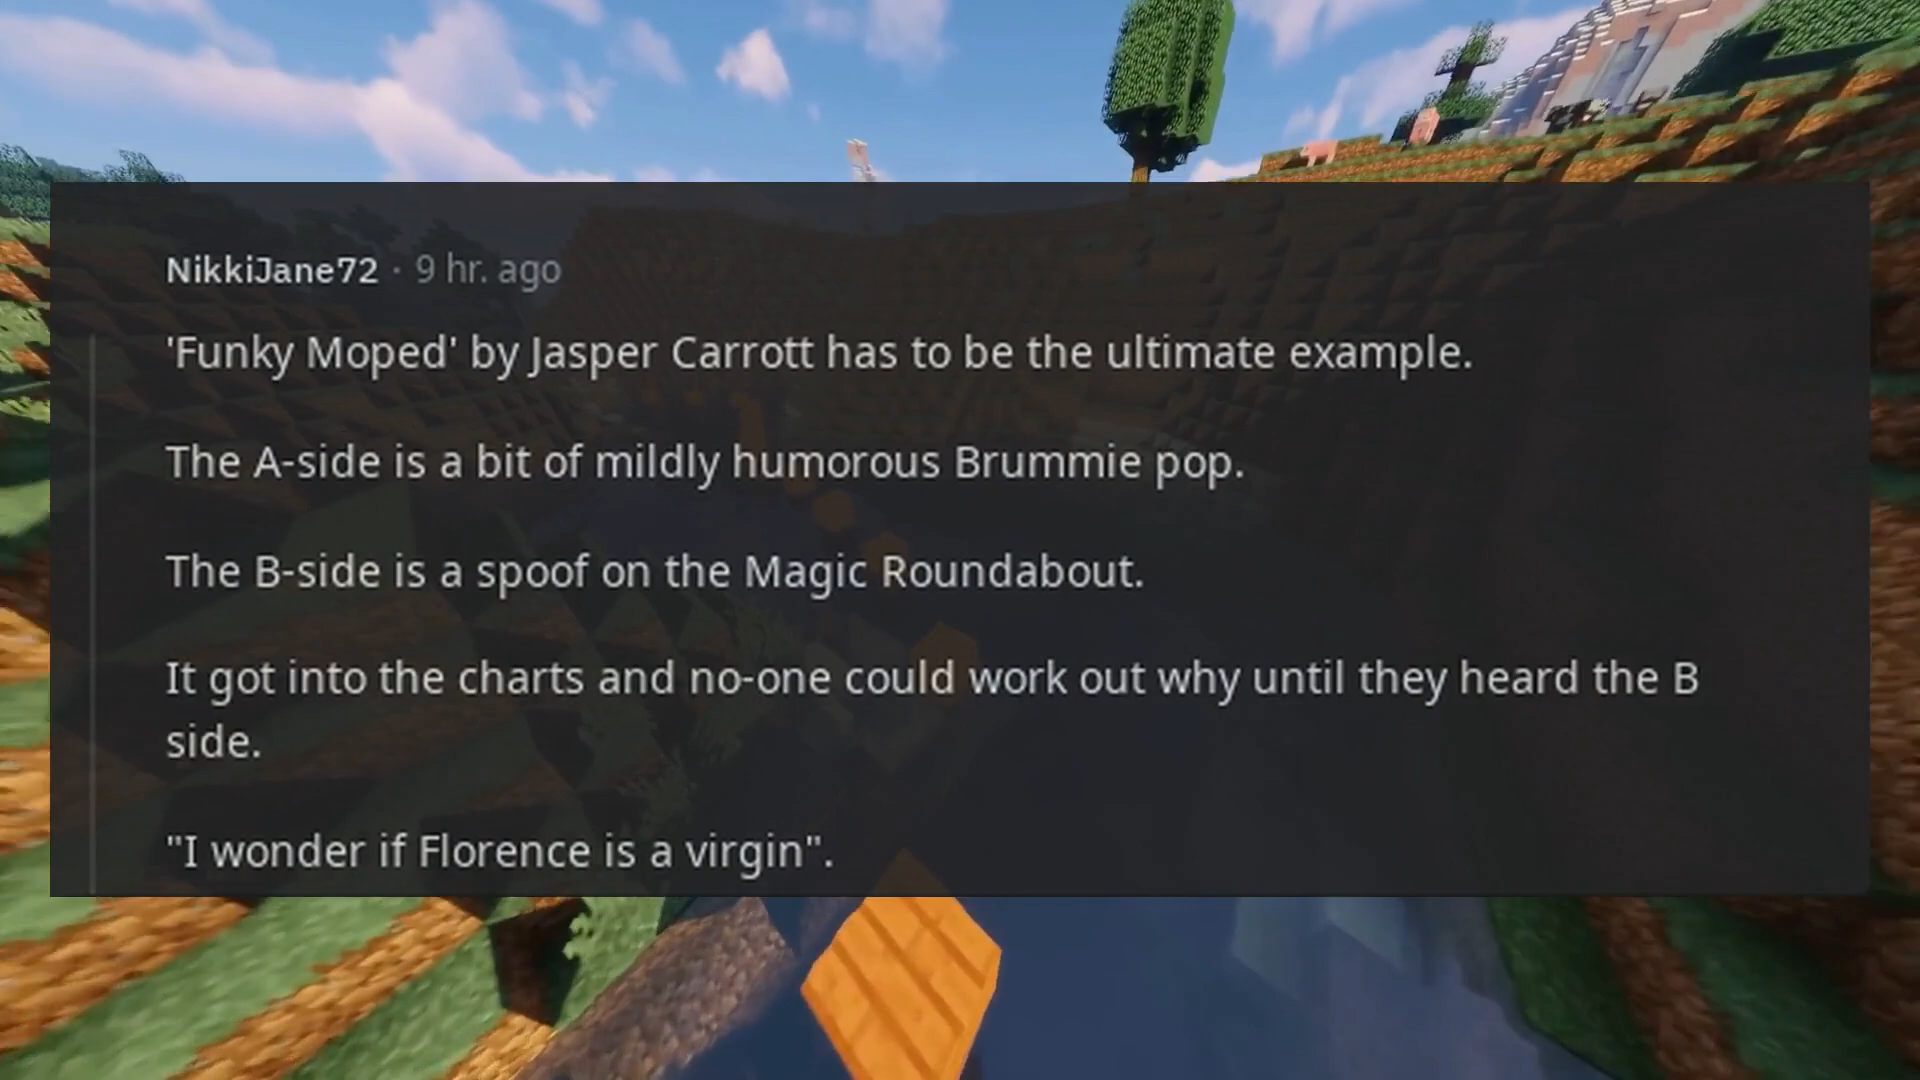 NikkiJane72 · 9 hr. ago
'Funky Moped' by Jasper Carrott has to be the ultimate example.
The A-side is a bit of mildly humorous Brummie pop.
The B-side is a spoof on the Magic Roundabout.
It got into the charts and no-one could work out why until they heard the B
side.
"I wonder if Florence is a virgin".